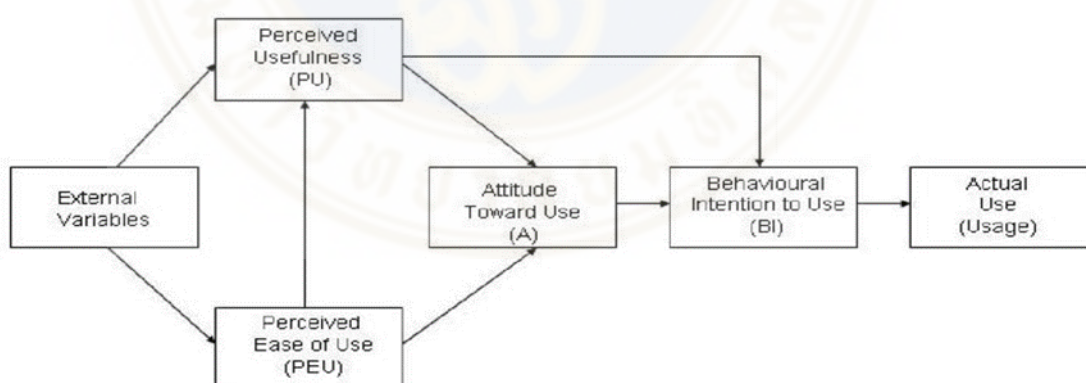 Perceived
Usefulness
(PU)
External
Variables
Attitude
Toward Use
(A)
Behavioural
Intention to Use
(BI)
Actual
Use
(Usage)
Perceived
Ease of Use
(PEU)